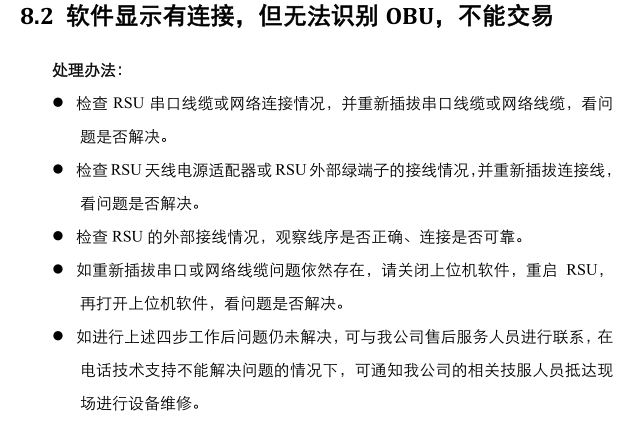 8.2 软件显示有连接，但无法识别 OBU，不能交易
处理办法：
● 检查 RSU 串口线缆或网络连接情况，并重新插拔串口线缆或网络线缆，看问
题是否解决。
● 检查 RSU 天线电源适配器或 RSU 外部绿端子的接线情况，并重新插拔连接线，
看问题是否解决。
● 检查 RSU 的外部接线情况，观察线序是否正确、连接是否可靠。
● 如重新插拔串口或网络线缆问题依然存在，请关闭上位机软件，重启 RSU，
再打开上位机软件，看问题是否解决。
● 如进行上述四步工作后问题仍未解决，可与我公司售后服务人员进行联系，在
电话技术支持不能解决问题的情况下，可通知我公司的相关技服人员抵达现
场进行设备维修。